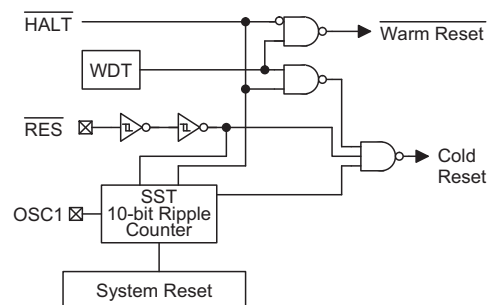 HALT
Warm Reset
WDT
RES
Cold
Reset
SST
10-bit Ripple
Counter
OSC1
System Reset